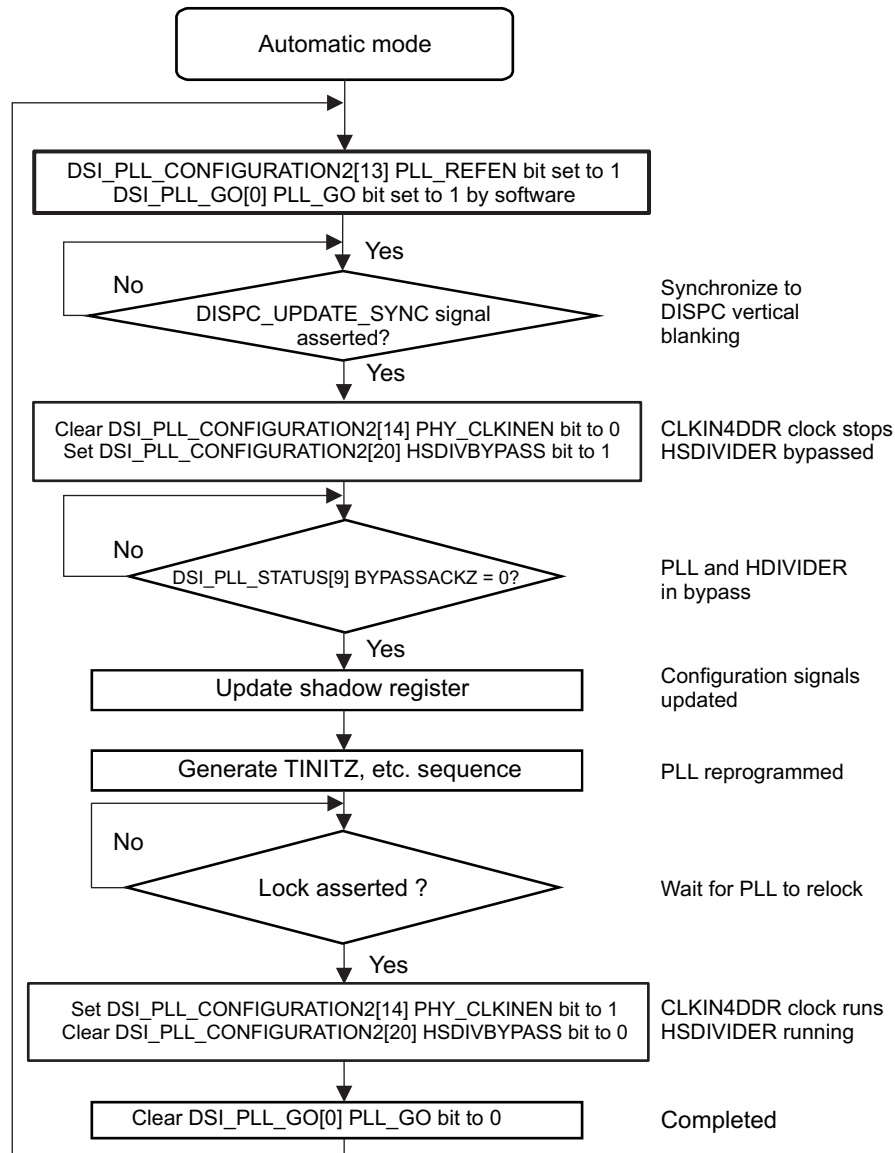 Automatic mode
DSI_PLL_CONFIGURATION2[13] PLL_REFEN bit set to 1
DSI_PLL_GO[0] PLL_GO bit set to 1 by software
Yes
No
DISPC_UPDATE_SYNC signal
asserted?
Synchronize to
DISPC vertical
blanking
Yes
Clear DSI_PLL_CONFIGURATION2[14] PHY_CLKINEN bit to 0
Set DSI_PLL_CONFIGURATION2[20] HSDIVBYPASS bit to 1
CLKIN4DDR clock stops
HSDIVIDER bypassed
No
DSI_PLL_STATUS[9] BYPASSACKZ = 0?
PLL and HDIVIDER
in bypass
Yes
Update shadow register
Configuration signals
updated
Generate TINITZ, etc. sequence
PLL reprogrammed
No
Lock asserted ?
Wait for PLL to relock
Yes
Set DSI_PLL_CONFIGURATION2[14] PHY_CLKINEN bit to 1
Clear DSI_PLL_CONFIGURATION2[20] HSDIVBYPASS bit to 0
CLKIN4DDR clock runs
HSDIVIDER running
Clear DSI_PLL_GO[0] PLL_GO bit to 0
Completed